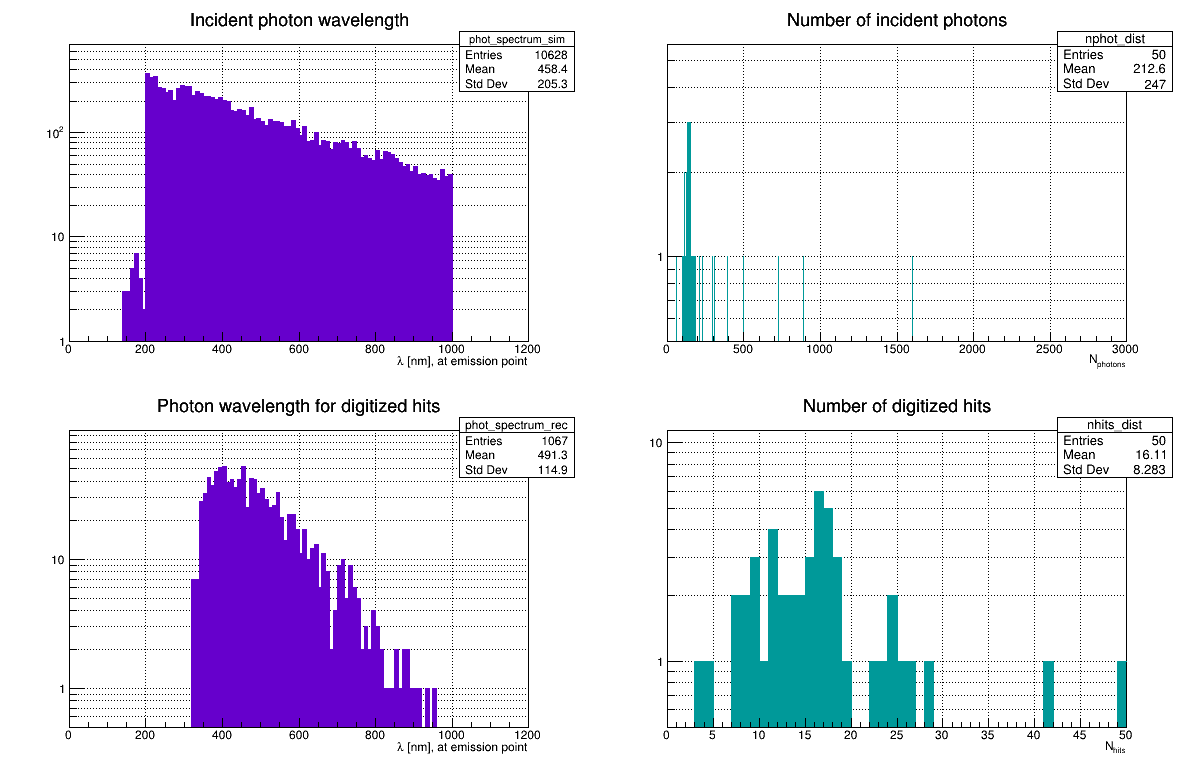 Incident photon wavelength
phot_spectrum_sim
Entries 10628
Mean 458.4
Std Dev 205.3
10²
10
1
0 200 400 600 800 1000 1200
λ [nm], at emission point
Number of incident photons
nphot_dist
Entries 50
Mean 212.6
Std Dev 247
1
0 500 1000 1500 2000 2500 3000
Nphotons
Photon wavelength for digitized hits
phot_spectrum_rec
Entries 1067
Mean 491.3
Std Dev 114.9
10
1
0 200 400 600 800 1000 1200
λ [nm], at emission point
Number of digitized hits
nhits_dist
Entries 50
Mean 16.11
Std Dev 8.283
10
1
0 5 10 15 20 25 30 35 40 45 50
Nhits